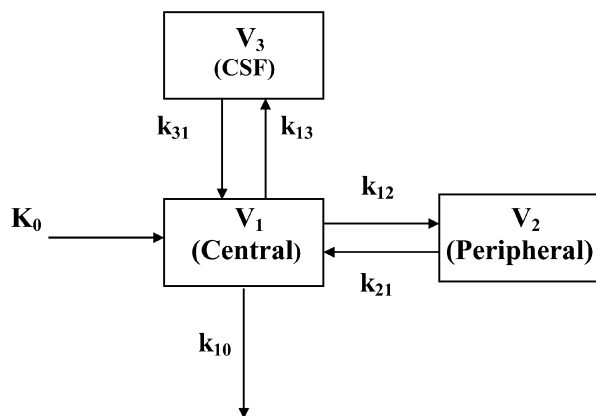 V₃
(CSF)
k₃₁
k₁₃
K₀
V₁
(Central)
k₁₂
k₂₁
V₂
(Peripheral)
k₁₀